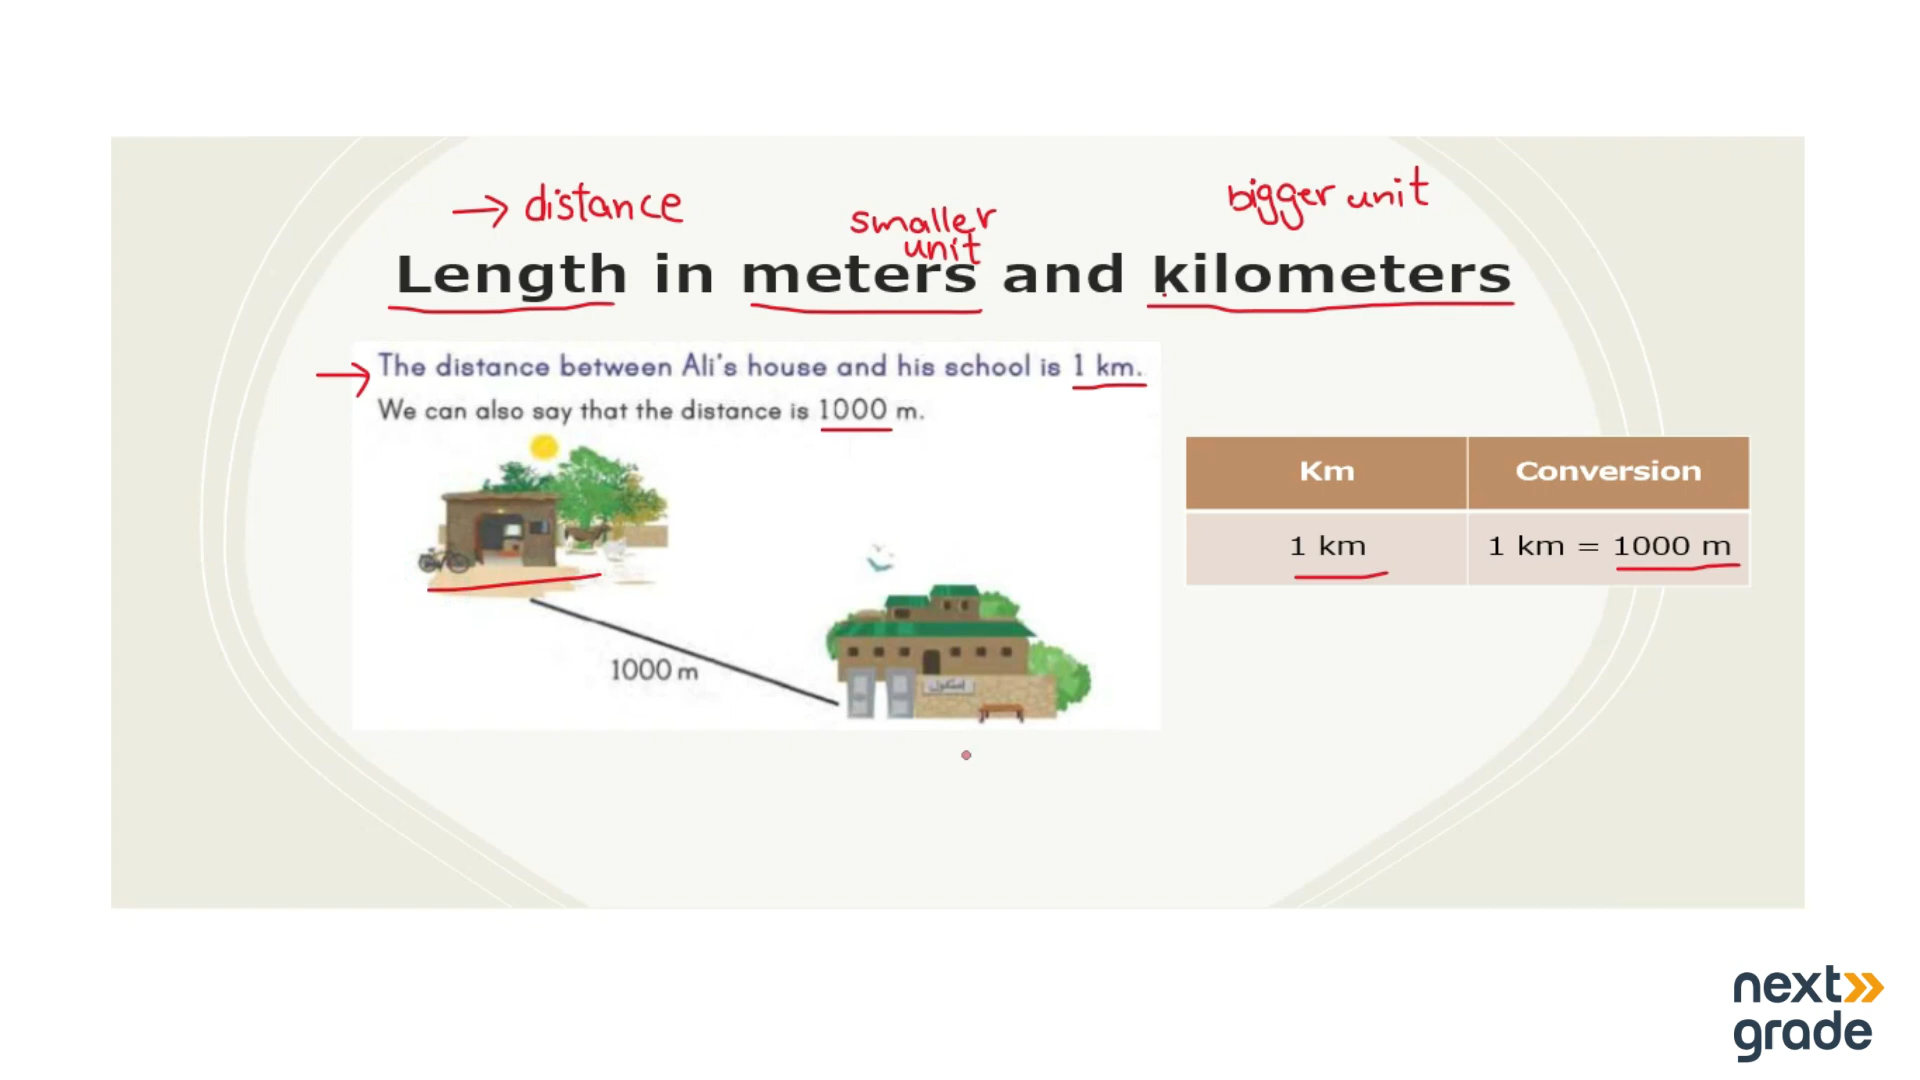 → distance
smaller
unit
bigger unit
Length in meters and kilometers
The distance between Ali's house and his school is 1 km.
We can also say that the distance is 1000 m.
1000 m
اسکول
Km
Conversion
1 km
1 km = 1000 m
next
grade